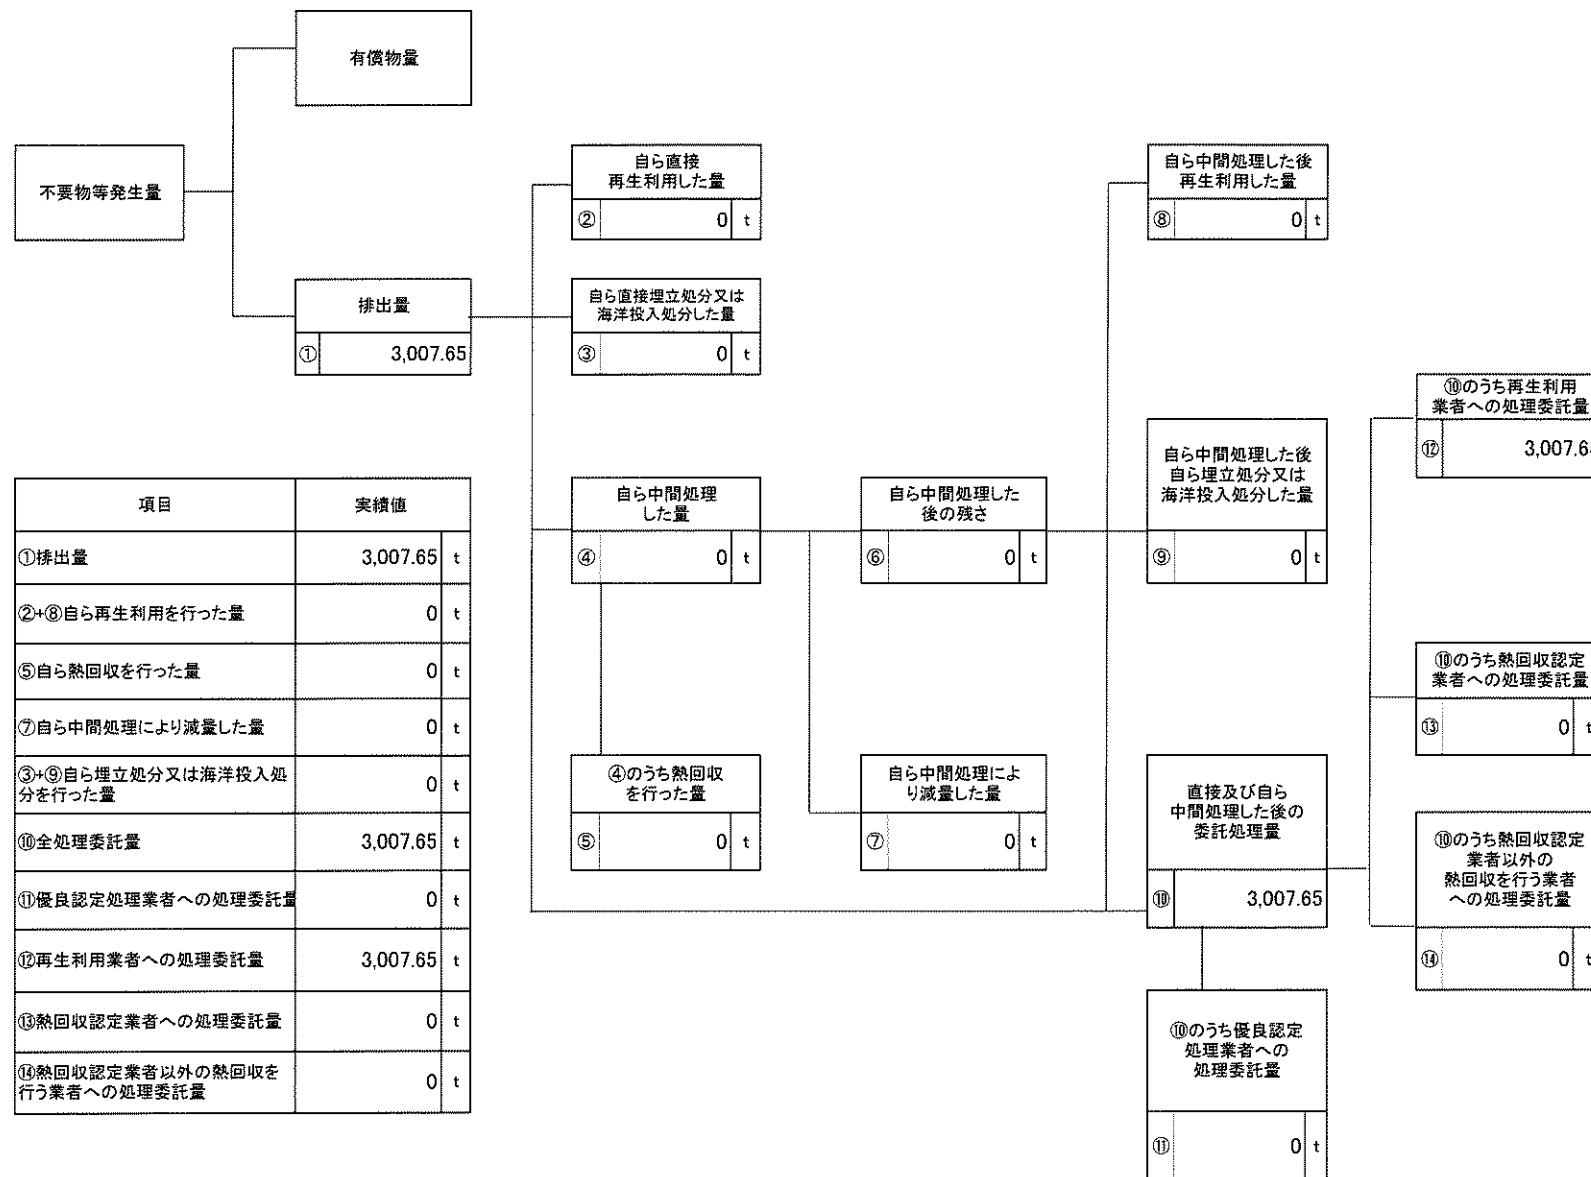 有償物量
不要物等発生量
自ら直接
再生利用した量
② 0 t
自ら中間処理した後
再生利用した量
⑧ 0 t
排出量
① 3,007.65
自ら直接埋立処分又は
海洋投入処分した量
③ 0 t
⑩のうち再生利用
業者への処理委託量
⑫ 3,007.6
自ら中間処理
した量
④ 0 t
自ら中間処理した
後の残さ
⑥ 0 t
自ら中間処理した後
自ら埋立処分又は
海洋投入処分した量
⑨ 0 t
⑩のうち熱回収認定
業者への処理委託量
⑬ 0 t
④のうち熱回収
を行った量
⑤ 0 t
自ら中間処理によ
り減量した量
⑦ 0 t
直接及び自ら
中間処理した後の
委託処理量
⑩ 3,007.65
⑩のうち熱回収認定
業者以外の
熱回収を行う業者
への処理委託量
⑭ 0 t
⑩のうち優良認定
処理業者への
処理委託量
⑪ 0 t
項目 実績値
①排出量 3,007.65 t
②+⑧自ら再生利用を行った量 0 t
⑤自ら熱回収を行った量 0 t
⑦自ら中間処理により減量した量 0 t
③+⑨自ら埋立処分又は海洋投入処
分を行った量 0 t
⑩全処理委託量 3,007.65 t
⑪優良認定処理業者への処理委託量 0 t
⑫再生利用業者への処理委託量 3,007.65 t
⑬熱回収認定業者への処理委託量 0 t
⑭熱回収認定業者以外の熱回収を
行う業者への処理委託量 0 t